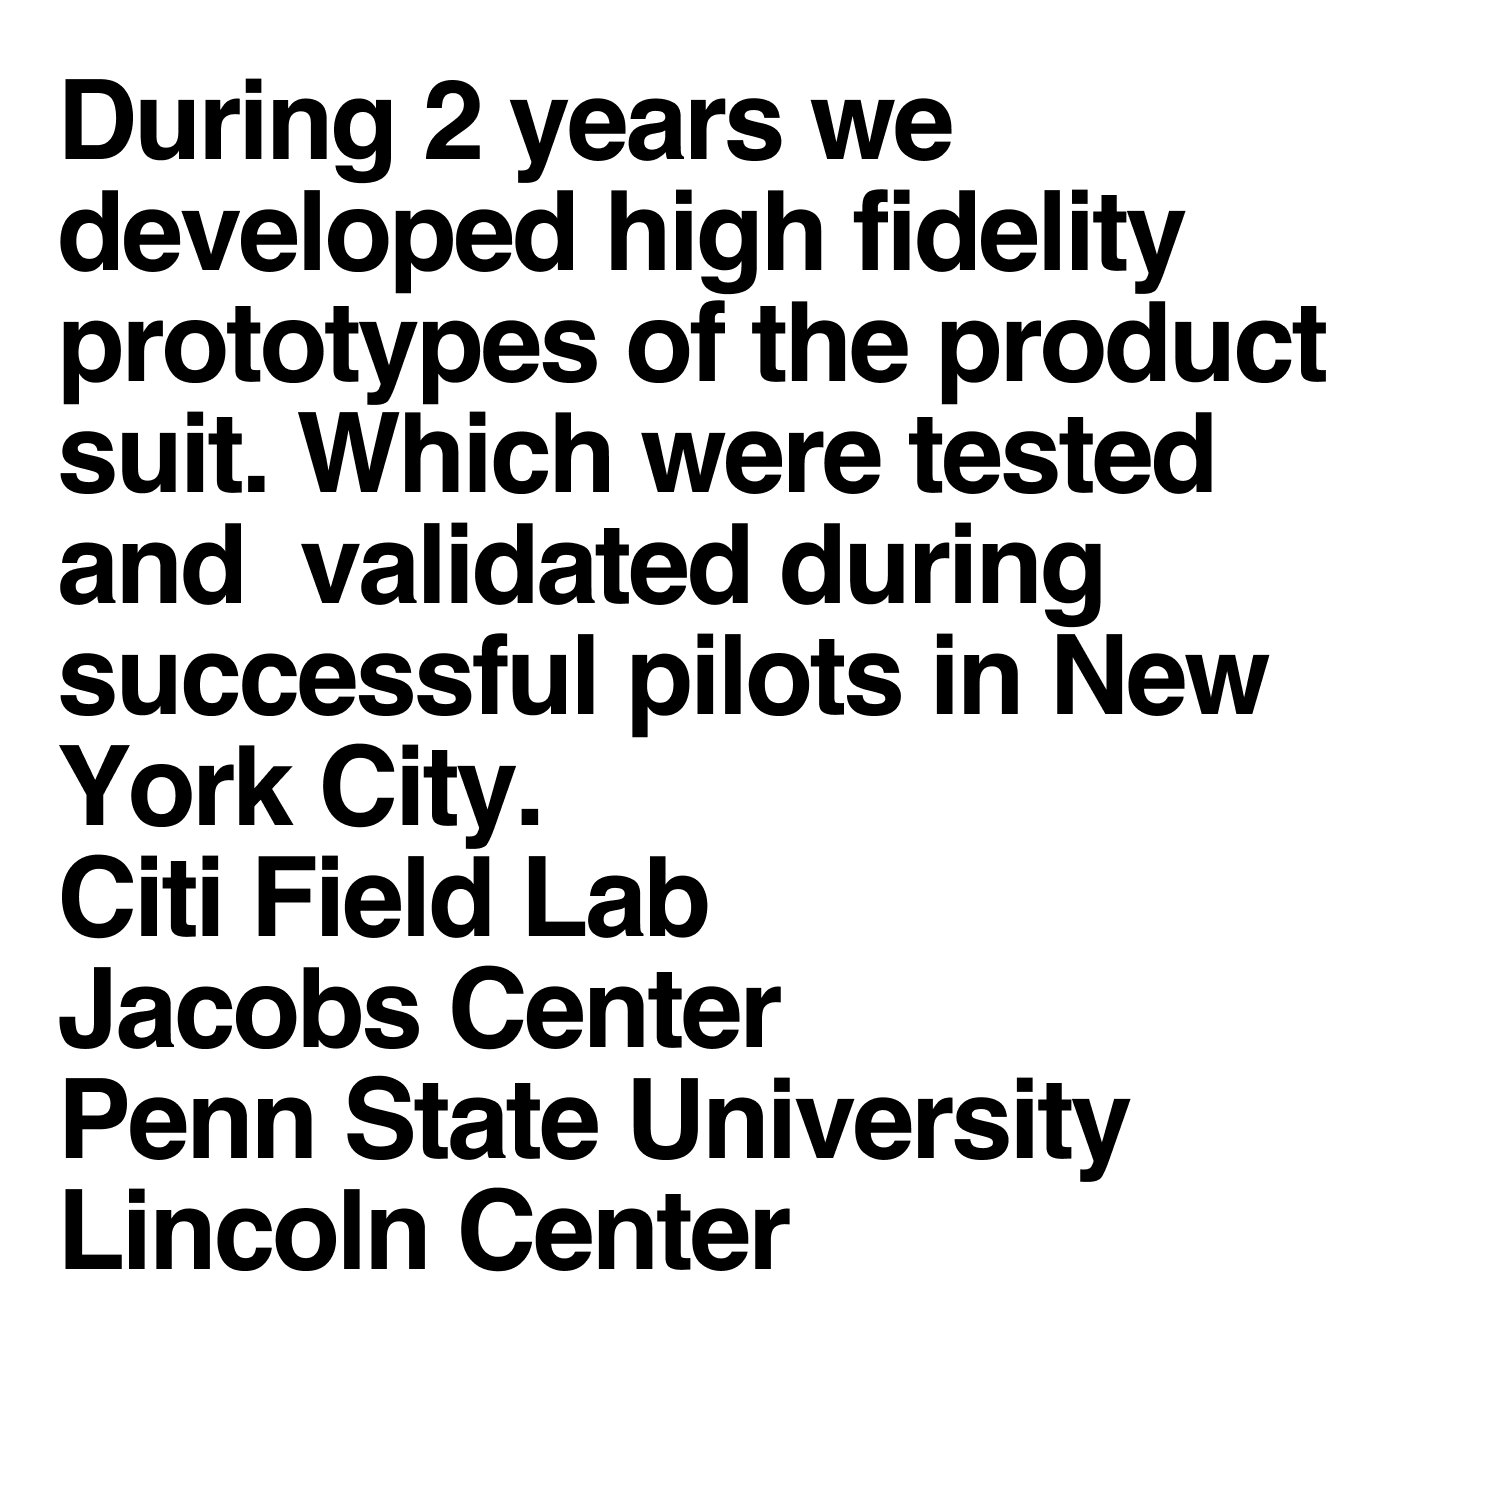 During 2 years we
developed high fidelity
prototypes of the product
suit. Which were tested
and  validated during
successful pilots in New
York City.
Citi Field Lab
Jacobs Center
Penn State University
Lincoln Center